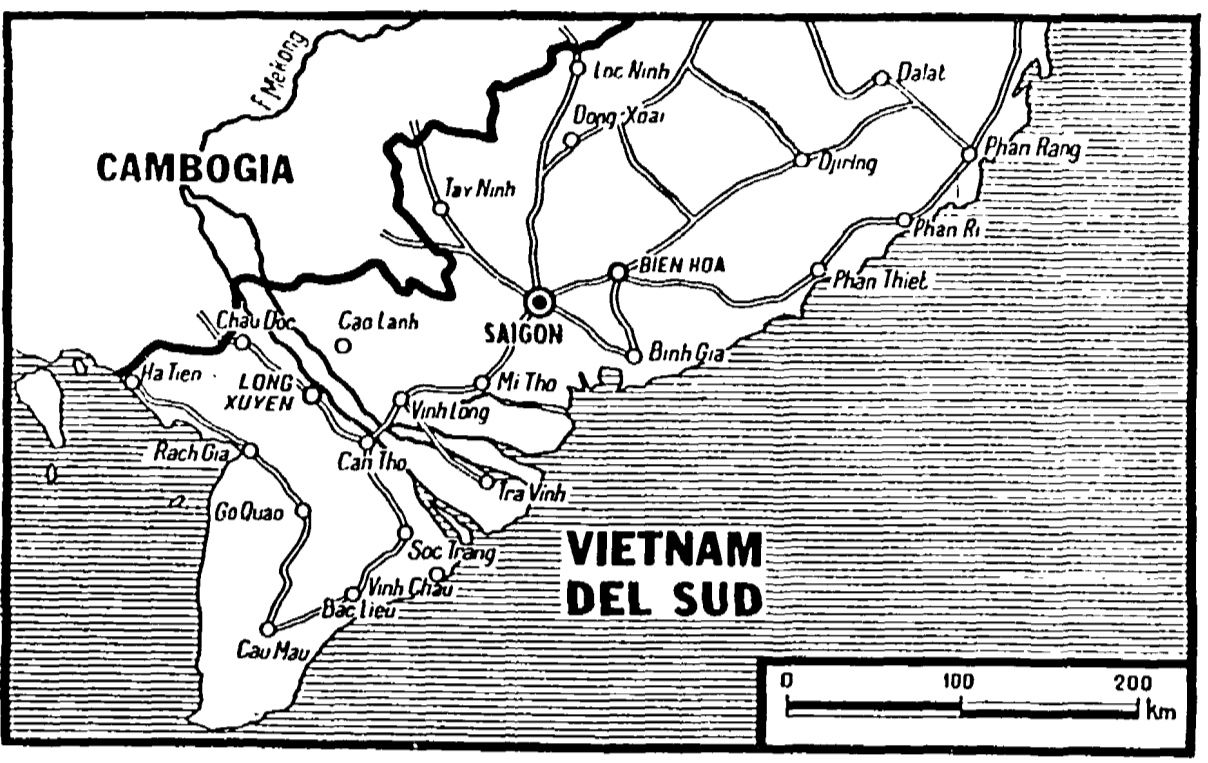 F Mekong
Loc Ninh
Dalat
Dong-Xoai
CAMBOGIA
Phan Rang
Djiring
Tay Ninh
Phan Ri
BIEN HOA
Phan Thiet
Chau Doc
Cao Lanh
SAIGON
Binh Gia
Ha Tien
LONG
XUYEN
Mi Tho
Vinh Long
Rach Gia
Can Tho
Tra Vinh
Go Quao
Soc Trang
VIETNAM
DEL SUD
Vinh Chau
Bac Lieu
Cau Mau
0 100 200
km